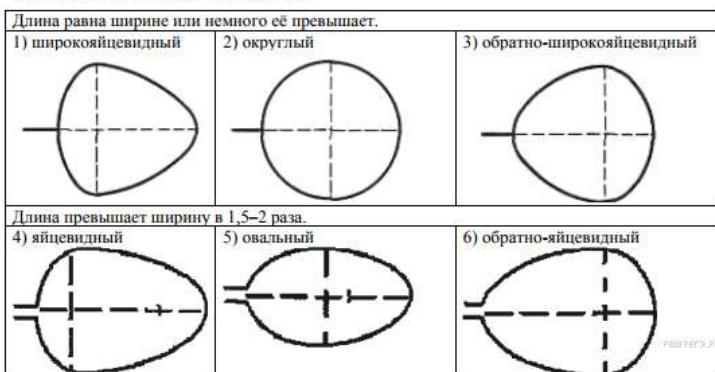 Длина равна ширине или немного её превышает.
1) широкояйцевидный
2) округлый
3) обратно-широкояйцевидный
Длина превышает ширину в 1,5–2 раза.
4) яйцевидный
5) овальный
6) обратно-яйцевидный